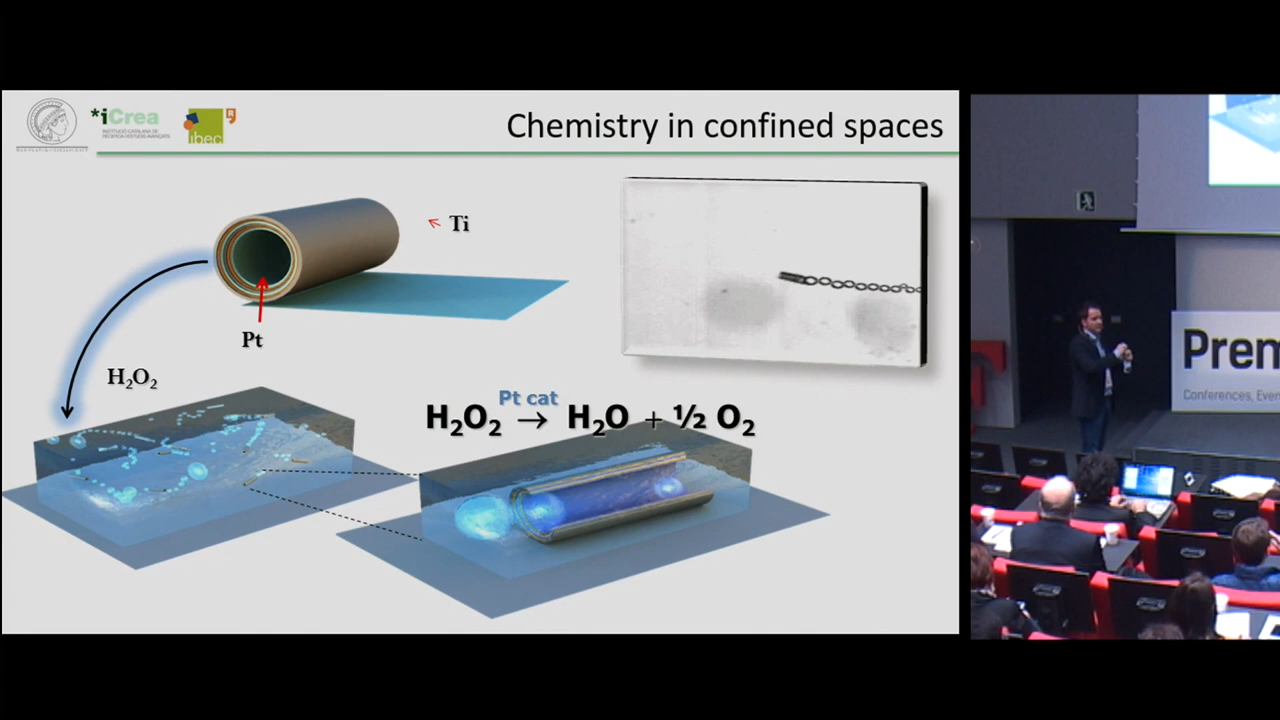 *iCrea
INSTITUCIÓ CATALANA DE
RECERCA I ESTUDIS AVANÇATS
ibec
R
Chemistry in confined spaces
Ti
Pt
H₂O₂
Pt cat
H₂O₂ → H₂O + ½ O₂
Prem
Conferences, Even